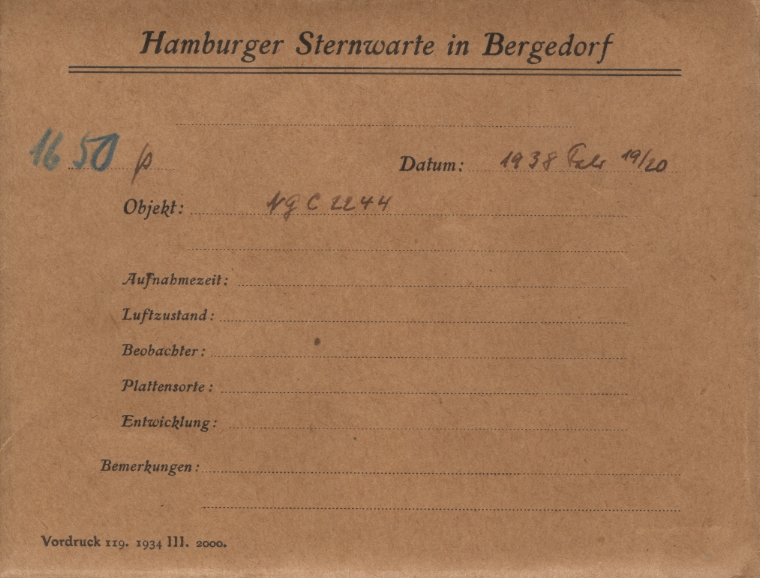 Hamburger Sternwarte in Bergedorf
1650 p Datum: 1938 Febr 19/20
Objekt: NGC 2244
Aufnahmezeit:
Luftzustand:
Beobachter:
Plattensorte:
Entwicklung:
Bemerkungen:
Vordruck 119. 1934 III. 2000.